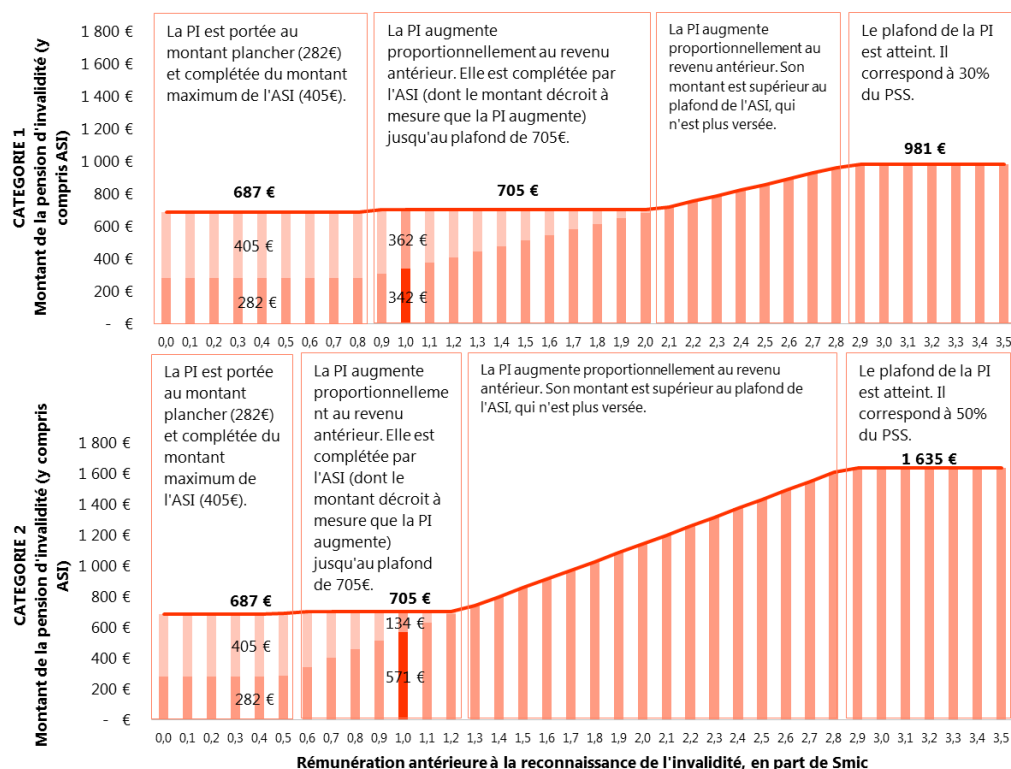 CATEGORIE 1
Montant de la pension d'invalidité (y
compris ASI)
1 800 €
1 600 €
1 400 €
1 200 €
1 000 €
800 €
600 €
400 €
200 €
- €
La PI est portée au
montant plancher (282€)
et complétée du montant
maximum de l'ASI (405€).
La PI augmente
proportionnellement au revenu
antérieur. Elle est complétée par
l'ASI (dont le montant décroit à
mesure que la PI augmente)
jusqu'au plafond de 705€.
La PI augmente
proportionnellement au
revenu antérieur. Son
montant est supérieur au
plafond de l'ASI, qui
n'est plus versée.
Le plafond de la PI
est atteint. Il
correspond à 30%
du PSS.
687 €
705 €
981 €
405 €
362 €
282 €
342 €
0,0 0,1 0,2 0,3 0,4 0,5 0,6 0,7 0,8 0,9 1,0 1,1 1,2 1,3 1,4 1,5 1,6 1,7 1,8 1,9 2,0 2,1 2,2 2,3 2,4 2,5 2,6 2,7 2,8 2,9 3,0 3,1 3,2 3,3 3,4 3,5
CATEGORIE 2
Montant de la pension d'invalidité (y compris
ASI)
1 800 €
1 600 €
1 400 €
1 200 €
1 000 €
800 €
600 €
400 €
200 €
- €
La PI est portée
au montant
plancher (282€)
et complétée du
montant
maximum de
l'ASI (405€).
La PI augmente
proportionnelleme
nt au revenu
antérieur. Elle est
complétée par
l'ASI (dont le
montant décroit à
mesure que la PI
augmente)
jusqu'au plafond
de 705€.
La PI augmente proportionnellement au revenu
antérieur. Son montant est supérieur au plafond de
l'ASI, qui n'est plus versée.
Le plafond de la PI
est atteint. Il
correspond à 50%
du PSS.
687 €
705 €
1 635 €
405 €
134 €
282 €
571 €
0,0 0,1 0,2 0,3 0,4 0,5 0,6 0,7 0,8 0,9 1,0 1,1 1,2 1,3 1,4 1,5 1,6 1,7 1,8 1,9 2,0 2,1 2,2 2,3 2,4 2,5 2,6 2,7 2,8 2,9 3,0 3,1 3,2 3,3 3,4 3,5
Rémunération antérieure à la reconnaissance de l'invalidité, en part de Smic